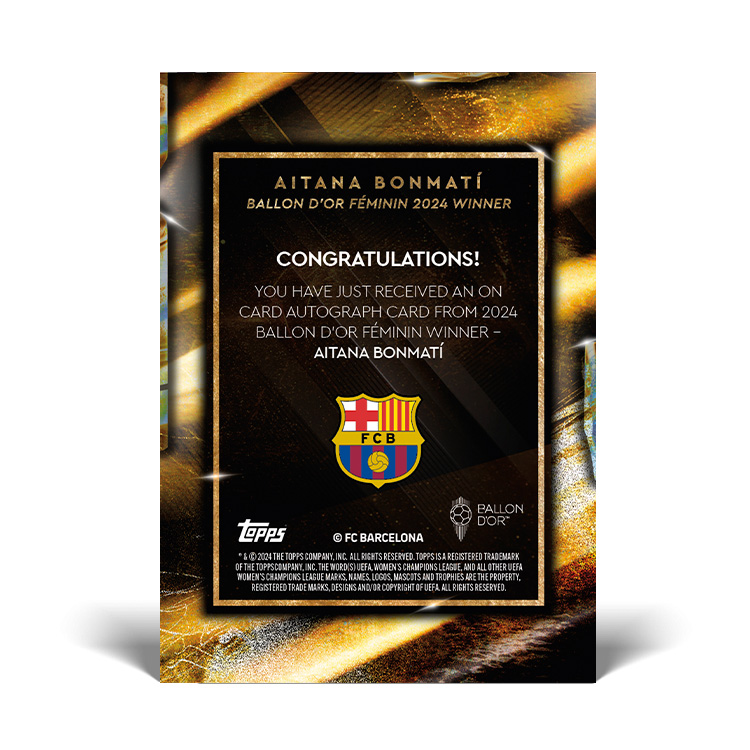 AITANA BONMATÍ
BALLON D'OR FÉMININ 2024 WINNER
CONGRATULATIONS!
YOU HAVE JUST RECEIVED AN ON
CARD AUTOGRAPH CARD FROM 2024
BALLON D'OR FÉMININ WINNER –
AITANA BONMATÍ
FCB
BALLON
D'OR™
topps
© FC BARCELONA
* & © 2024 THE TOPPS COMPANY, INC. ALL RIGHTS RESERVED. TOPPS IS A REGISTERED TRADEMARK
OF THE TOPPSCOMPANY, INC. THE WORD(S) UEFA, WOMEN'S CHAMPIONS LEAGUE, AND ALL OTHER UEFA
WOMEN'S CHAMPIONS LEAGUE MARKS, NAMES, LOGOS, MASCOTS AND TROPHIES ARE THE PROPERTY,
REGISTERED TRADE MARKS, DESIGNS AND/OR COPYRIGHT OF UEFA. ALL RIGHTS RESERVED.